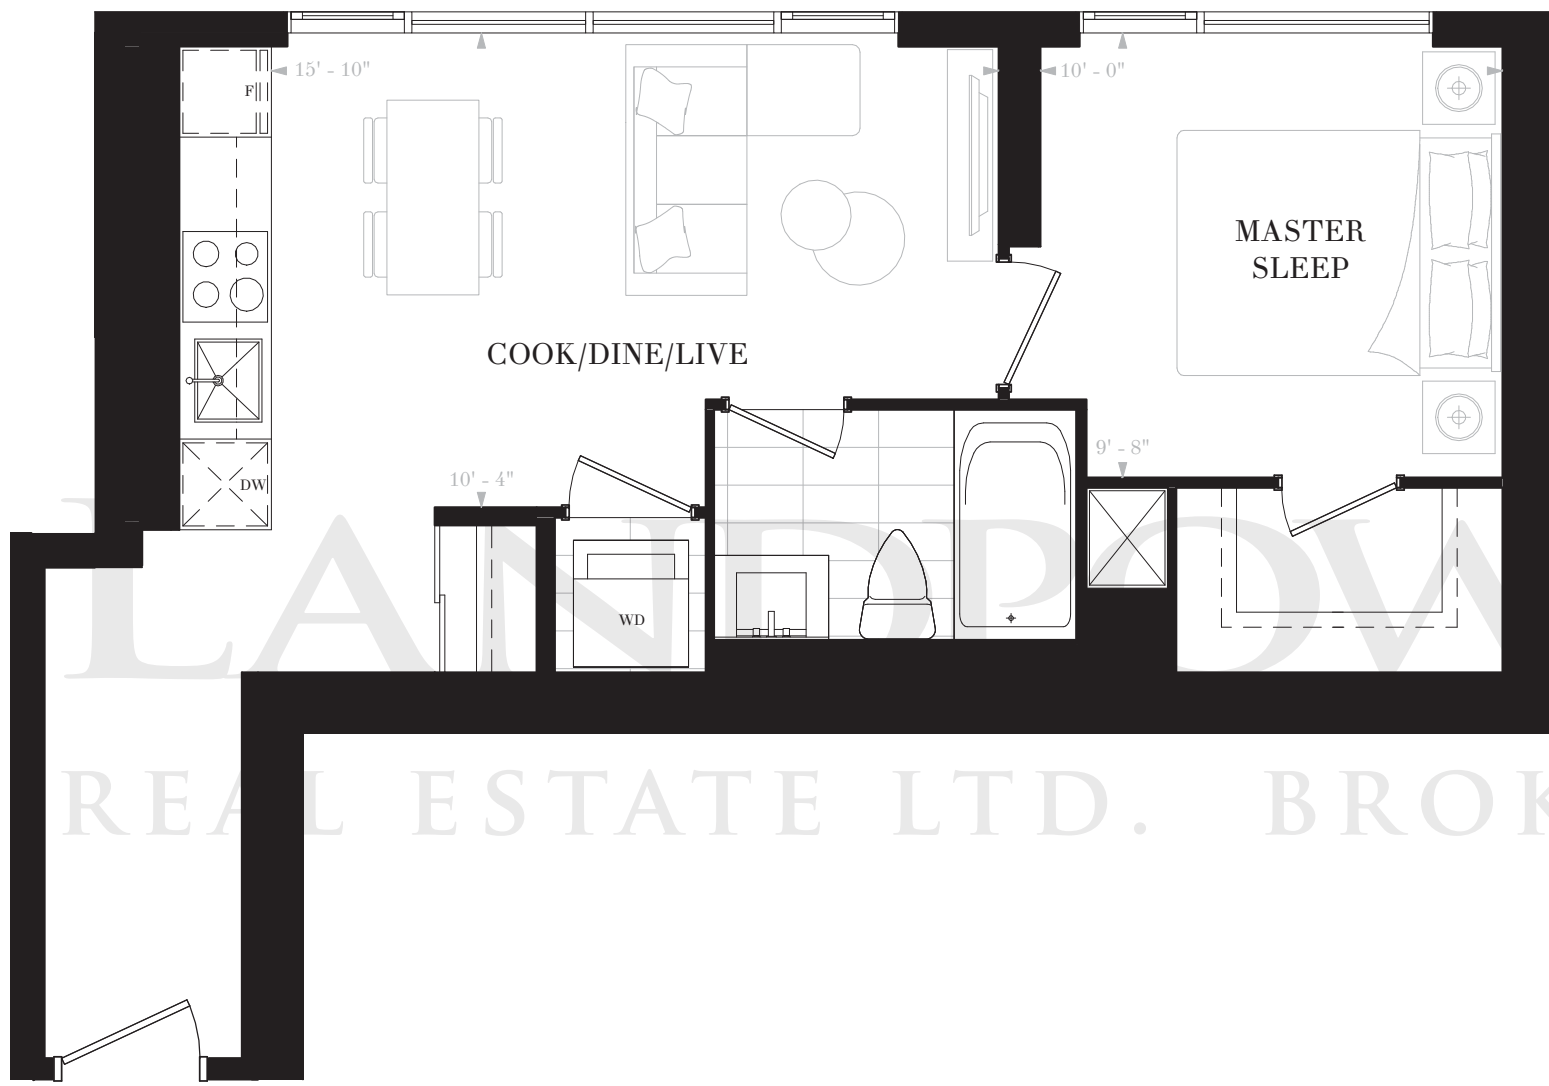 15' - 10"
10' - 0"
F
MASTER
SLEEP
COOK/DINE/LIVE
9' - 8"
10' - 4"
DW
WD
LANDPOW
REAL ESTATE LTD. BROK